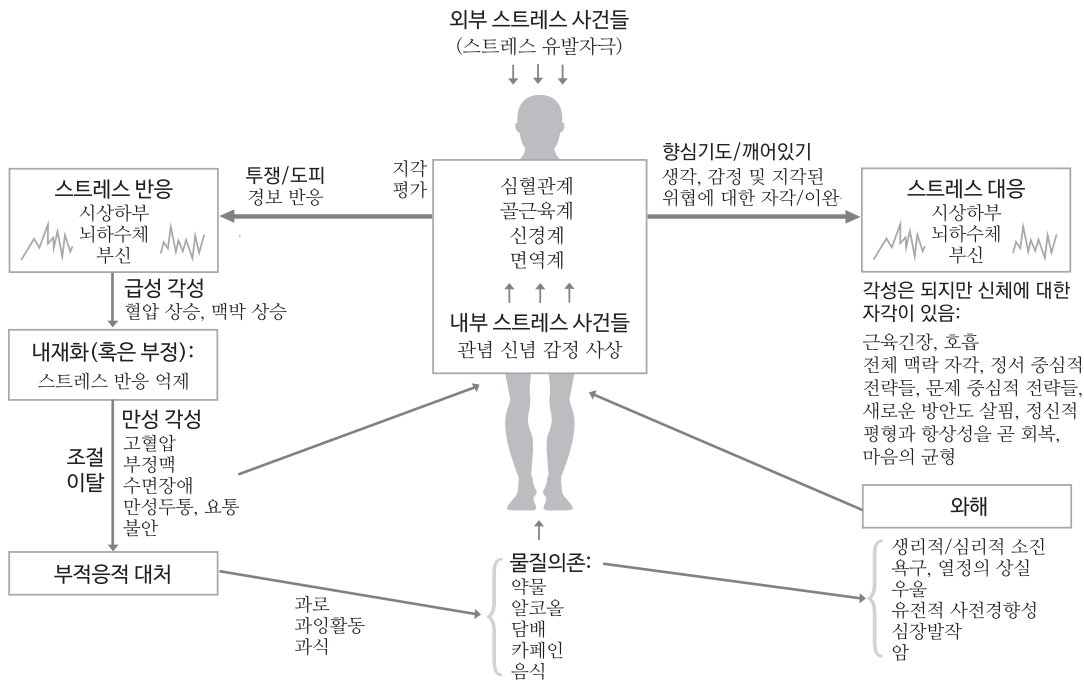 외부 스트레스 사건들
(스트레스 유발자극)
지각
평가
심혈관계
골근육계
신경계
면역계
내부 스트레스 사건들
관념 신념 감정 사상
투쟁/도피
경보 반응
스트레스 반응
시상하부
뇌하수체
부신
급성 각성
혈압 상승, 맥박 상승
내재화(혹은 부정):
스트레스 반응 억제
조절
이탈
만성 각성
고혈압
부정맥
수면장애
만성두통, 요통
불안
부적응적 대처
과로
과잉활동
과식
물질의존:
약물
알코올
담배
카페인
음식
향심기도/깨어있기
생각, 감정 및 지각된
위협에 대한 자각/이완
스트레스 대응
시상하부
뇌하수체
부신
각성은 되지만 신체에 대한
자각이 있음:
근육긴장, 호흡
전체 맥락 자각, 정서 중심적
전략들, 문제 중심적 전략들,
새로운 방안도 살핌, 정신적
평형과 항상성을 곧 회복,
마음의 균형
와해
생리적/심리적 소진
욕구, 열정의 상실
우울
유전적 사전경향성
심장발작
암